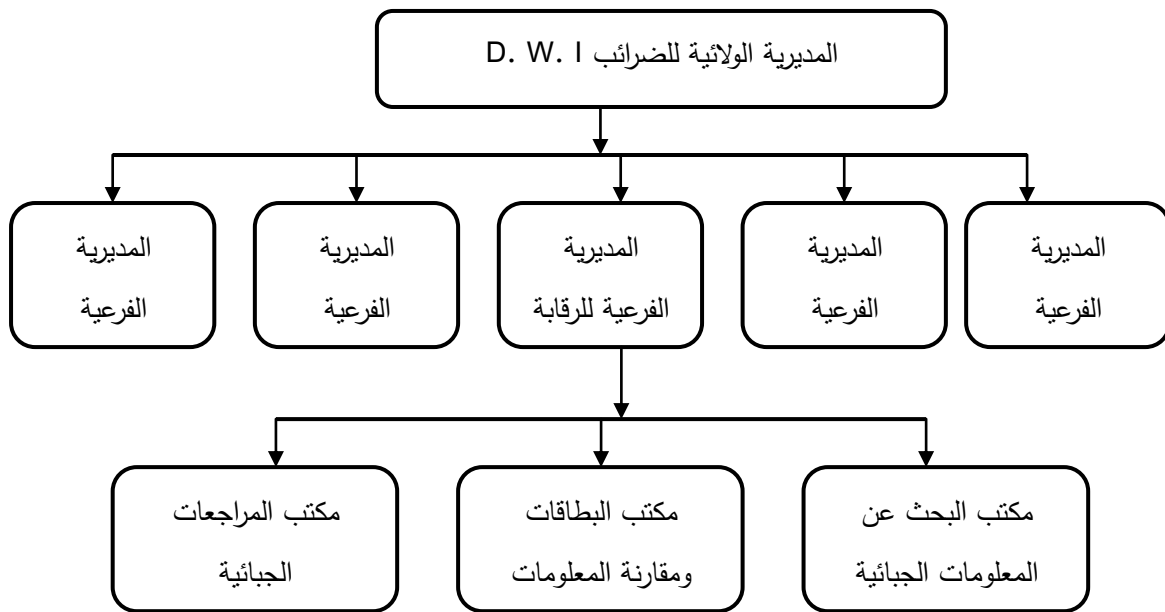 المديرية الولائية للضرائب D. W. I
المديرية
الفرعية
المديرية
الفرعية
المديرية
الفرعية للرقابة
المديرية
الفرعية
المديرية
الفرعية
مكتب البحث عن
المعلومات الجبائية
مكتب البطاقات
ومقارنة المعلومات
مكتب المراجعات
الجبائية